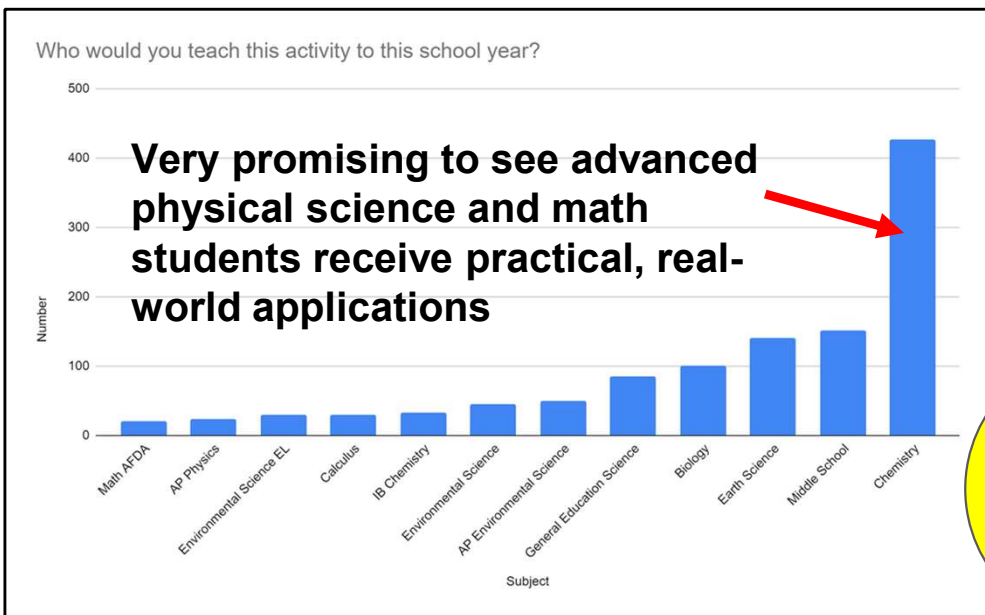 Who would you teach this activity to this school year?
500
400
300
200
100
0
Number
Very promising to see advanced
physical science and math
students receive practical, real-
world applications
Math AFDA
AP Physics
Environmental Science EL
Calculus
IB Chemistry
Environmental Science
AP Environmental Science
General Education Science
Biology
Earth Science
Middle School
Chemistry
Subject